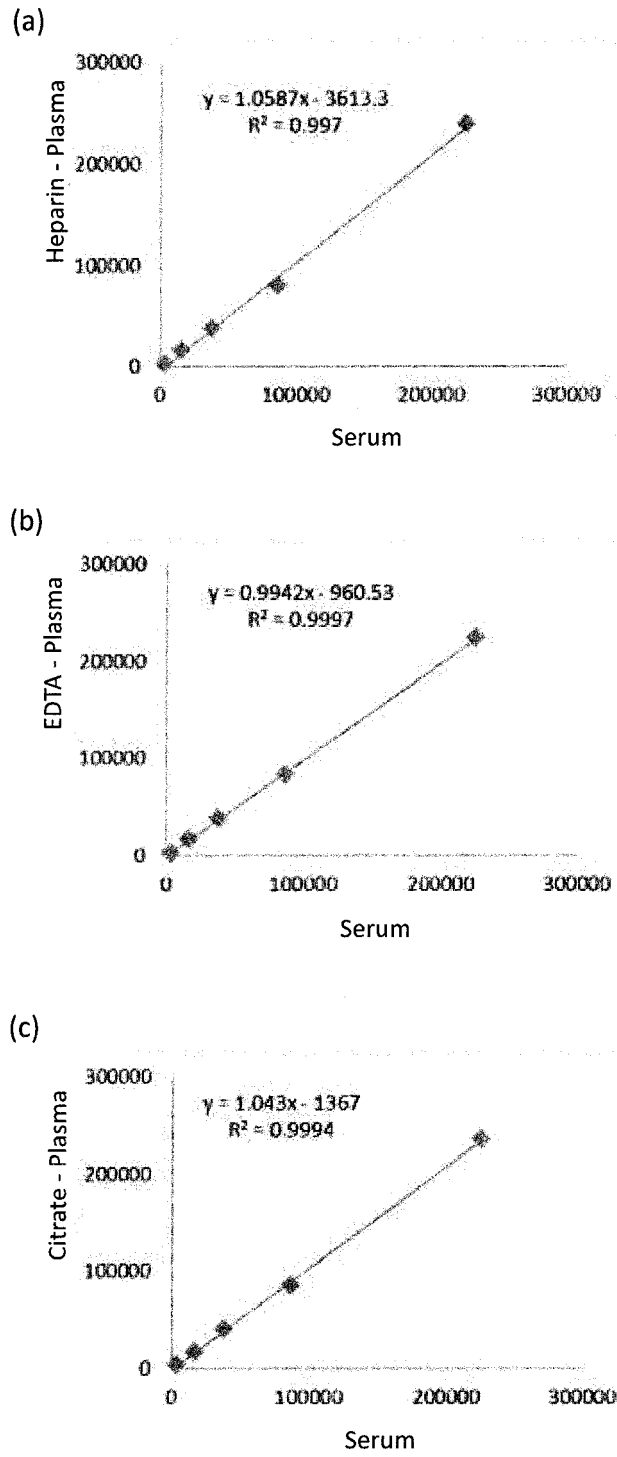 (a)
300000
y = 1.0587x - 3613.3
R² = 0.997
200000
Heparin - Plasma
100000
0
0 100000 200000 300000
Serum
(b)
300000
y = 0.9942x - 960.53
R² = 0.9997
200000
EDTA - Plasma
100000
0
0 100000 200000 300000
Serum
(c)
300000
y = 1.043x - 1367
R² = 0.9994
200000
Citrate - Plasma
100000
0
0 100000 200000 300000
Serum